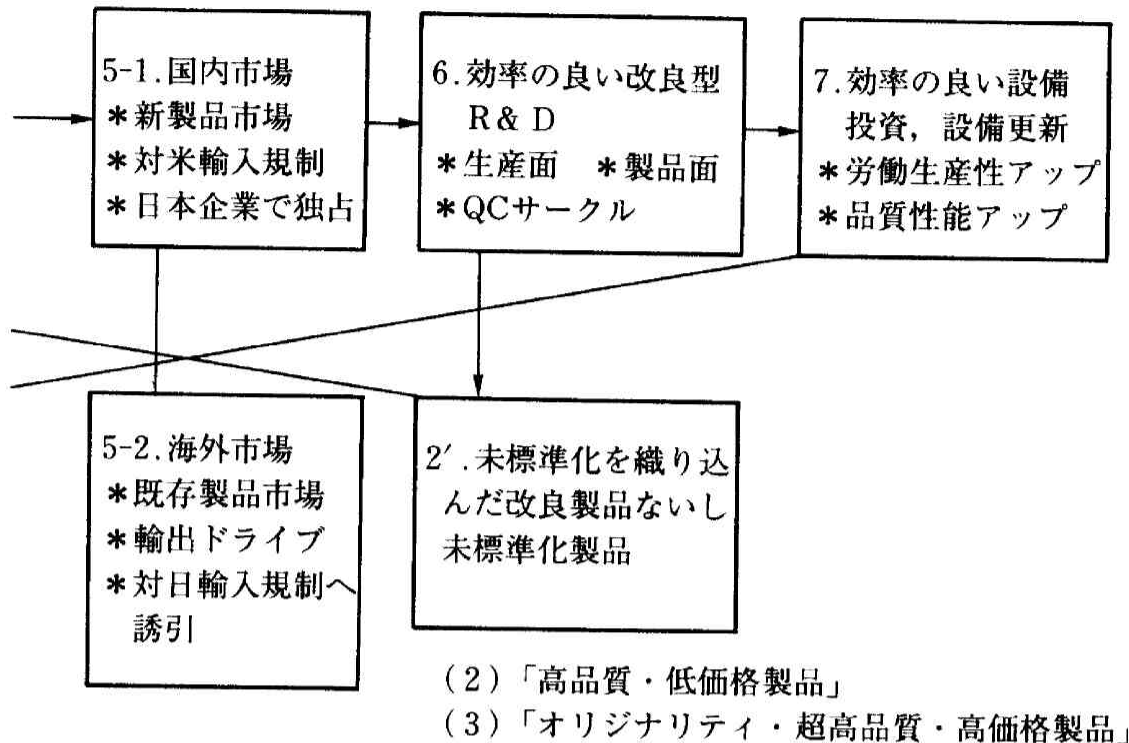 5-1.国内市場
*新製品市場
*対米輸入規制
*日本企業で独占
6.効率の良い改良型
R&D
*生産面 *製品面
*QCサークル
7.効率の良い設備
投資，設備更新
*労働生産性アップ
*品質性能アップ
5-2.海外市場
*既存製品市場
*輸出ドライブ
*対日輸入規制へ
誘引
2′.未標準化を織り込
んだ改良製品ないし
未標準化製品
(2)「高品質・低価格製品」
(3)「オリジナリティ・超高品質・高価格製品」